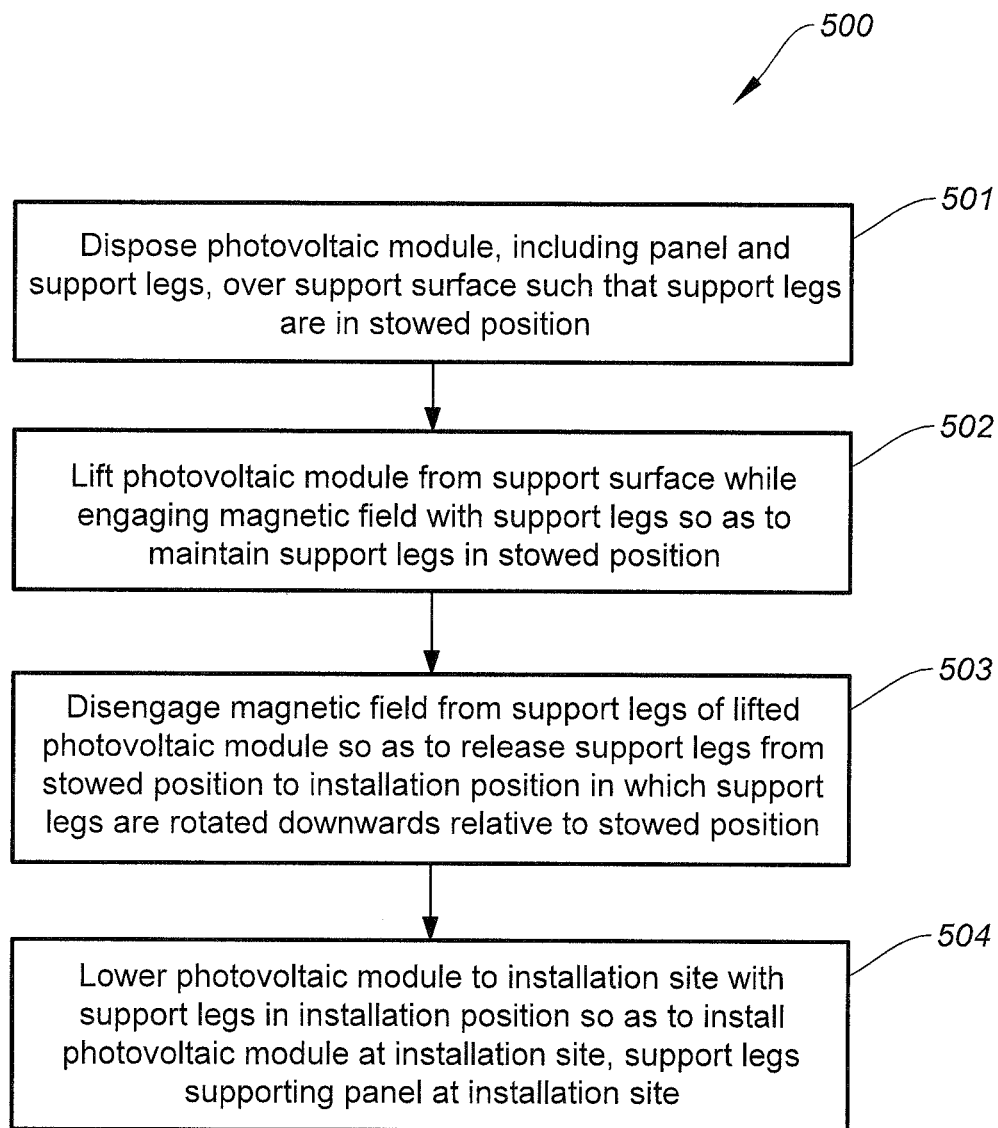 500
501
Dispose photovoltaic module, including panel and
support legs, over support surface such that support legs
are in stowed position
502
Lift photovoltaic module from support surface while
engaging magnetic field with support legs so as to
maintain support legs in stowed position
503
Disengage magnetic field from support legs of lifted
photovoltaic module so as to release support legs from
stowed position to installation position in which support
legs are rotated downwards relative to stowed position
504
Lower photovoltaic module to installation site with
support legs in installation position so as to install
photovoltaic module at installation site, support legs
supporting panel at installation site